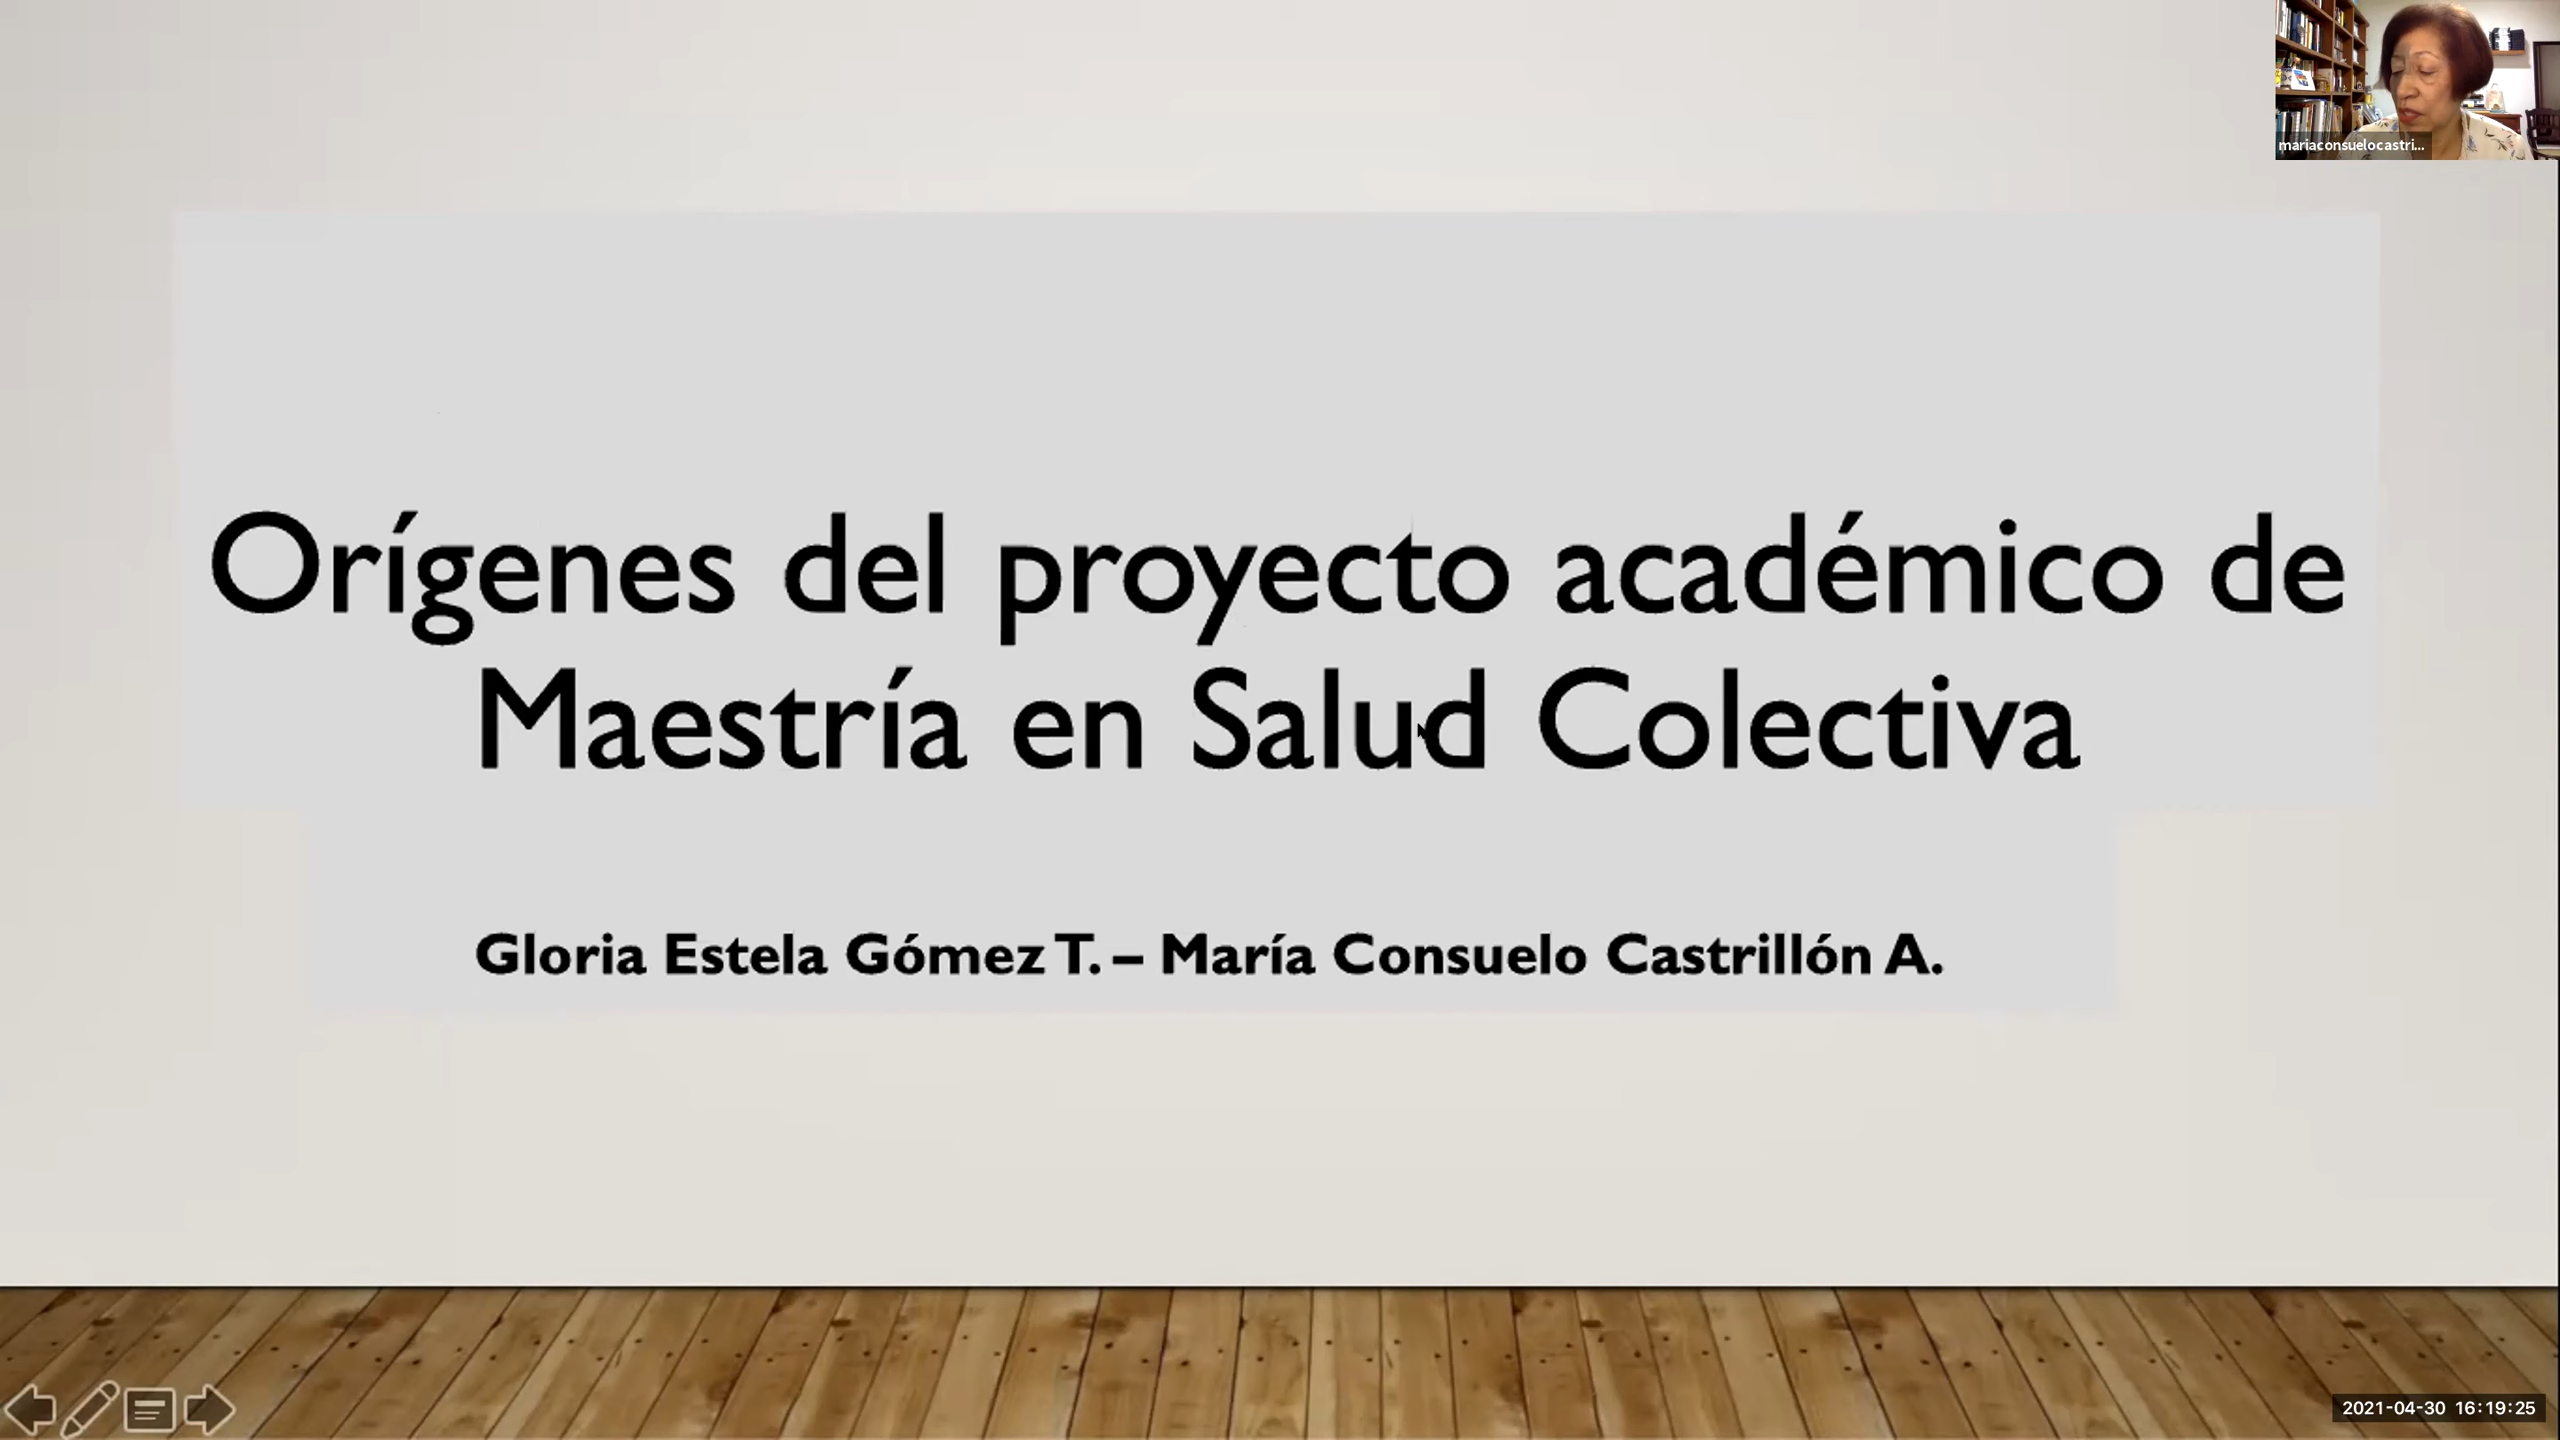 mariaconsuelocastri...
Orígenes del proyecto académico de
Maestría en Salud Colectiva
Gloria Estela Gómez T. – María Consuelo Castrillón A.
2021-04-30 16:19:25